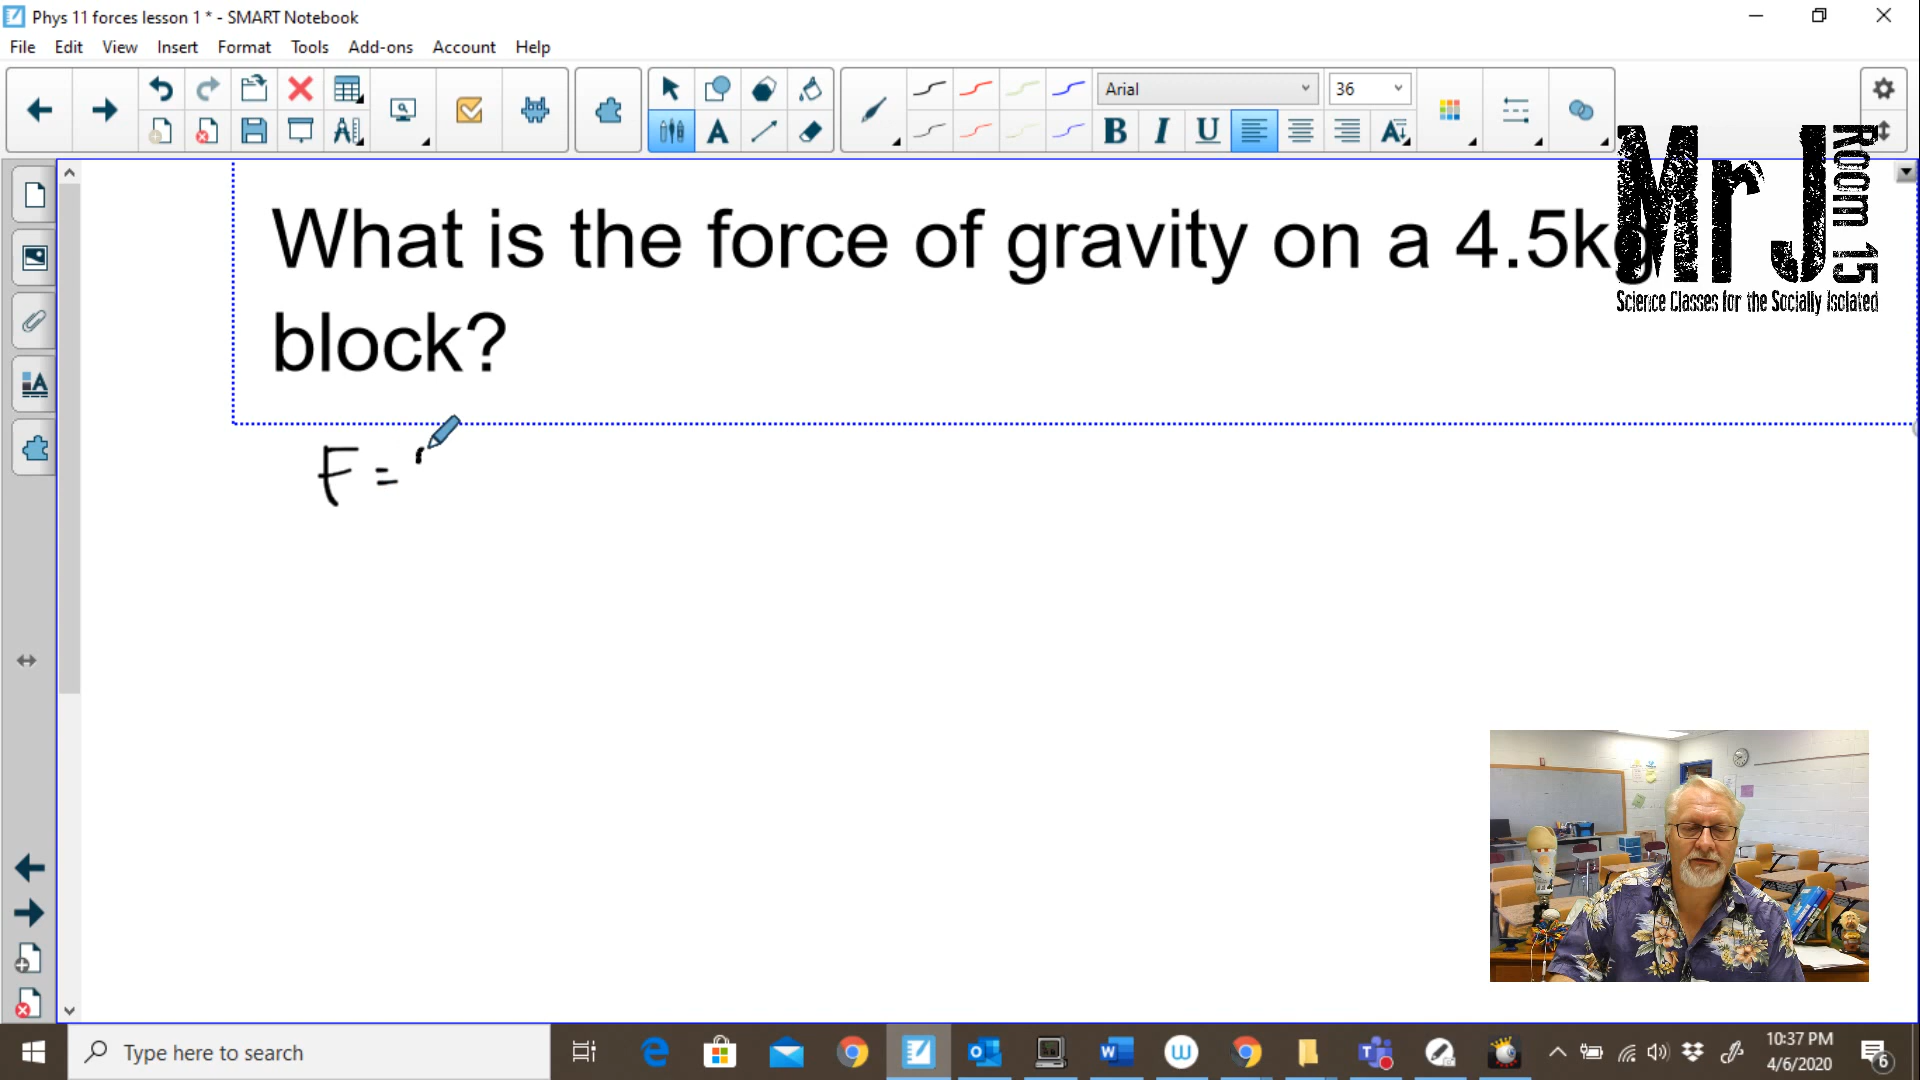 Phys 11 forces lesson 1 * - SMART Notebook
File Edit View Insert Format Tools Add-ons Account Help
Arial
36
B I U
What is the force of gravity on a 4.5kg
block?
F =
Mr J
Room 15
Science Classes for the Socially Isolated
Type here to search
10:37 PM
4/6/2020
6